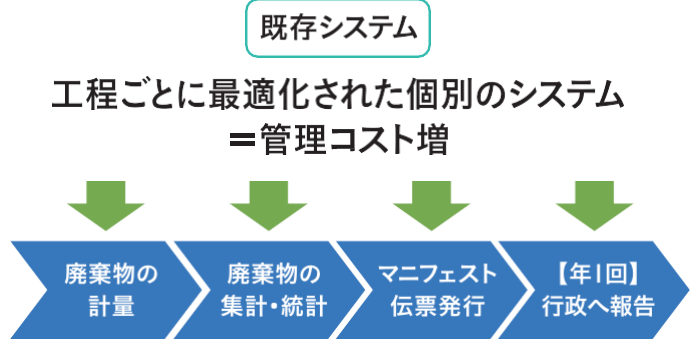 既存システム
工程ごとに最適化された個別のシステム
＝管理コスト増
廃棄物の
計量
廃棄物の
集計・統計
マニフェスト
伝票発行
【年1回】
行政へ報告